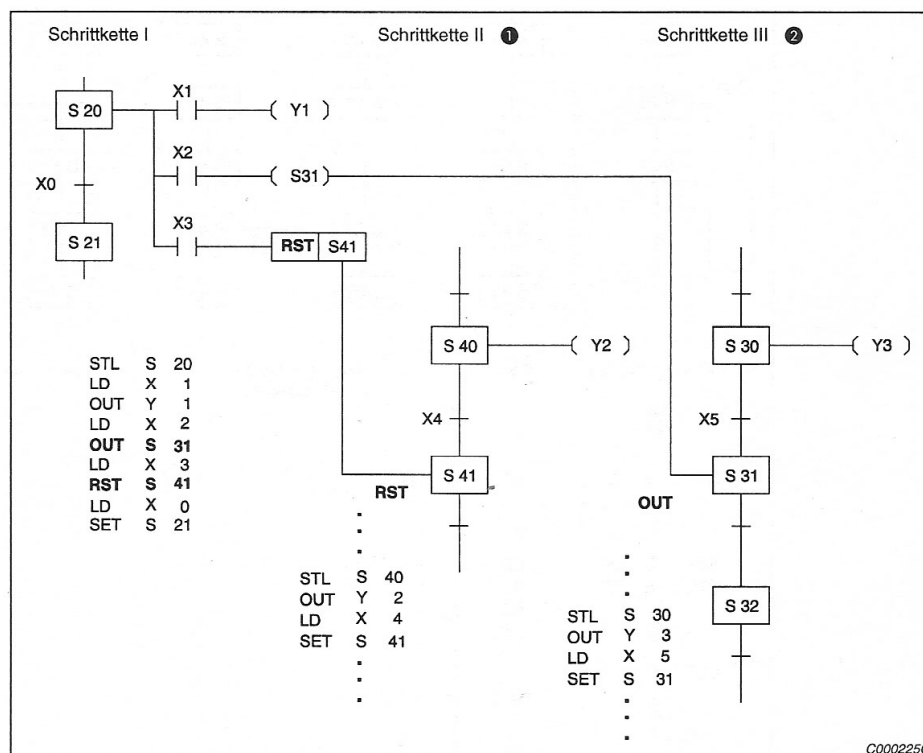 Schrittkette I
Schrittkette II ❶
Schrittkette III ❷
S 20
X1
Y1
X2
S31
X0
X3
S 21
RST S41
S 40
Y2
S 30
Y3
X4
X5
S 41
S 31
RST
OUT
S 32
STL S 20
LD X 1
OUT Y 1
LD X 2
OUT S 31
LD X 3
RST S 41
LD X 0
SET S 21
STL S 40
OUT Y 2
LD X 4
SET S 41
STL S 30
OUT Y 3
LD X 5
SET S 31